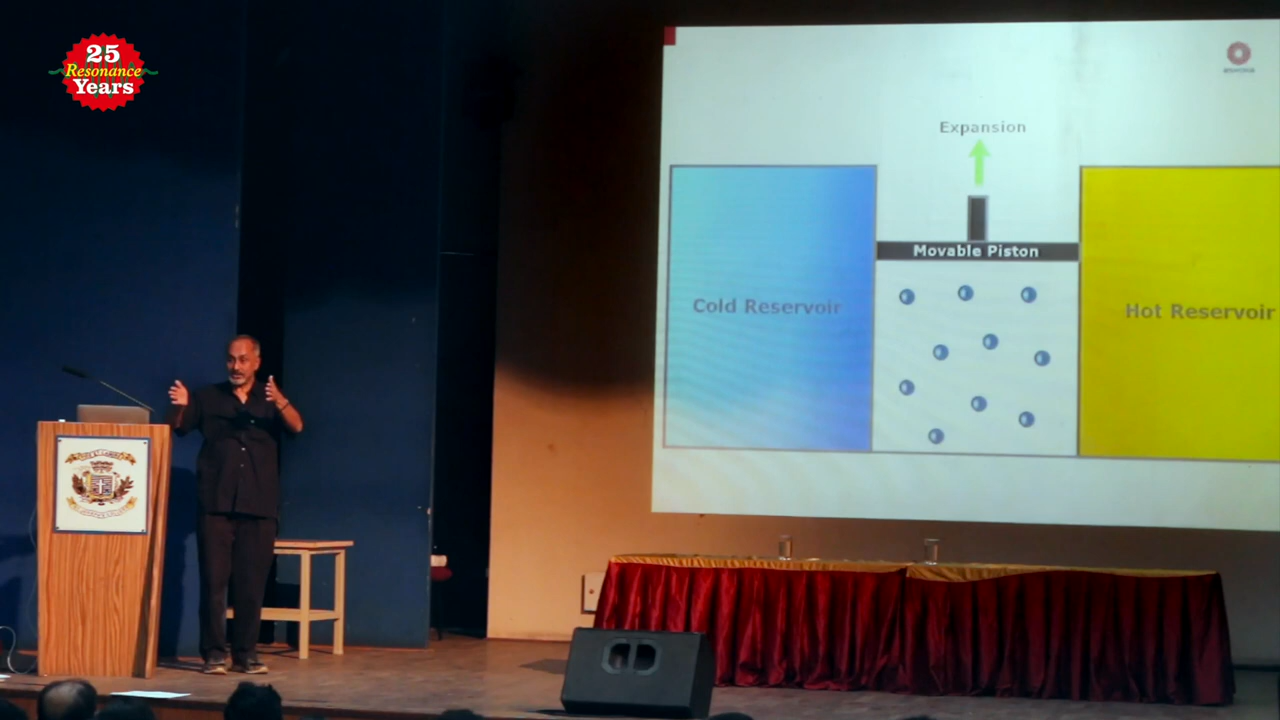 25
Resonance
Years
Expansion
Movable Piston
Cold Reservoir
Hot Reservoir